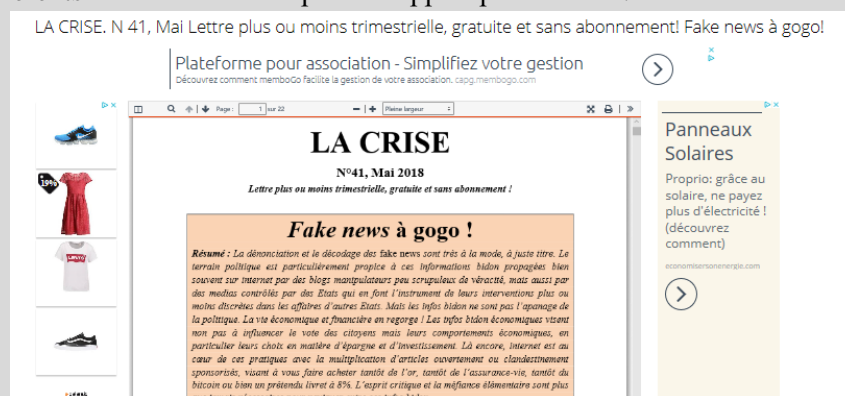 LA CRISE. N 41, Mai Lettre plus ou moins trimestrielle, gratuite et sans abonnement! Fake news à gogo!
Plateforme pour association - Simplifiez votre gestion
Découvrez comment memboGo facilite la gestion de votre association. capg.membogo.com
Page : 1 sur 22
Pleine largeur
LA CRISE
N°41, Mai 2018
Lettre plus ou moins trimestrielle, gratuite et sans abonnement !
Fake news à gogo !
Résumé : La dénonciation et le décodage des fake news sont très à la mode, à juste titre. Le
terrain politique est particulièrement propice à ces informations bidon propagées bien
souvent sur internet par des blogs manipulateurs peu scrupuleux de véracité, mais aussi par
des medias contrôlés par des Etats qui en font l'instrument de leurs interventions plus ou
moins discrètes dans les affaires d'autres Etats. Mais les infos bidon ne sont pas l'apanage de
la politique. La vie économique et financière en regorge ! Les infos bidon économiques visent
non pas à influencer le vote des citoyens mais leurs comportements économiques, en
particulier leurs choix en matière d'épargne et d'investissement. Là encore, internet est au
cœur de ces pratiques avec la multiplication d'articles ouvertement ou clandestinement
sponsorisés, visant à vous faire acheter tantôt de l'or, tantôt de l'assurance-vie, tantôt du
bitcoin ou bien un prétendu livret à 8%. L'esprit critique et la méfiance élémentaire sont plus
19%
Panneaux
Solaires
Proprio: grâce au
solaire, ne payez
plus d'électricité !
(découvrez
comment)
economisersonenergie.com